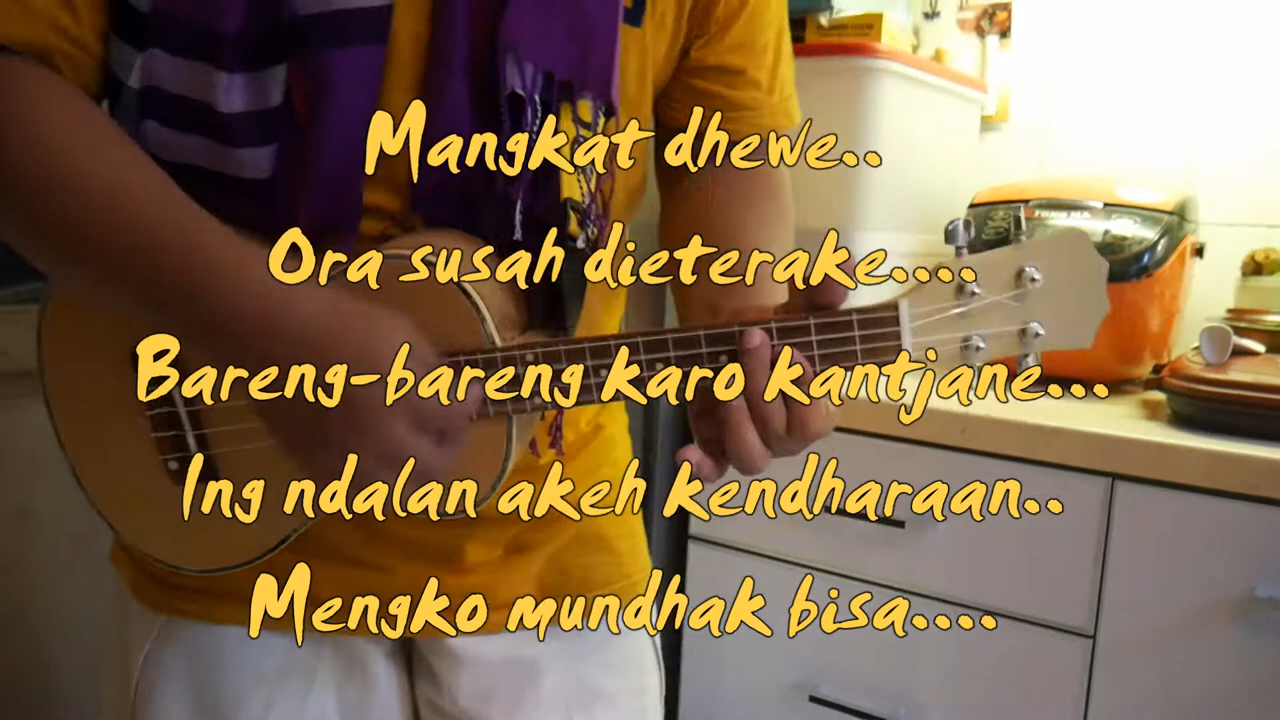 Mangkat dhewe..
Ora susah dieterake....
Bareng-bareng karo kantjane...
Ing ndalan akeh kendharaan..
Mengko mundhak bisa....